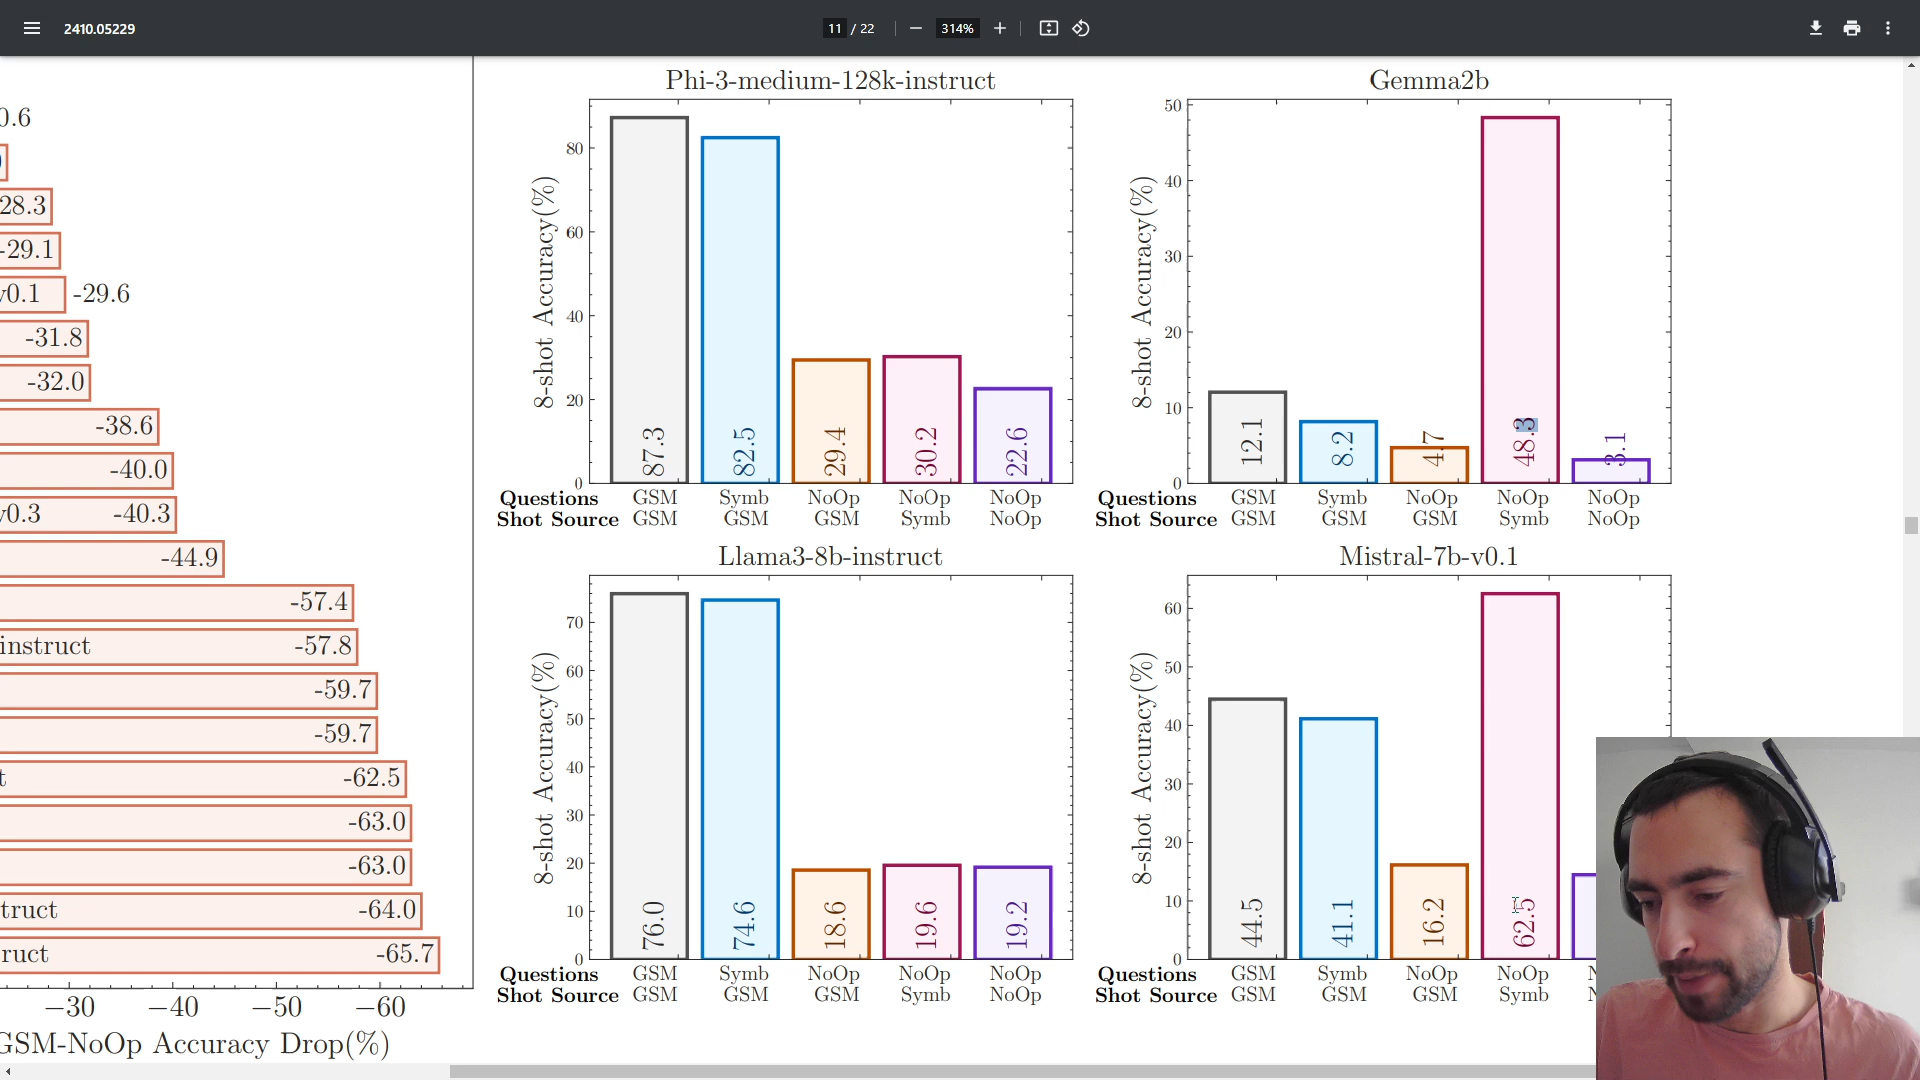 2410.05229
11 / 22
314%
0.6
28.3
-29.1
v0.1 -29.6
-31.8
-32.0
-38.6
-40.0
v0.3 -40.3
-44.9
-57.4
instruct -57.8
-59.7
-59.7
t -62.5
-63.0
-63.0
truct -64.0
ruct -65.7
−30 −40 −50 −60
GSM-NoOp Accuracy Drop(%)
Phi-3-medium-128k-instruct
8-shot Accuracy(%)
80
60
40
20
0
87.3 82.5 29.4 30.2 22.6
Questions GSM Symb NoOp NoOp NoOp
Shot Source GSM GSM GSM Symb NoOp
Gemma2b
8-shot Accuracy(%)
50
40
30
20
10
0
12.1 8.2 4.7 48.3 3.1
Questions GSM Symb NoOp NoOp NoOp
Shot Source GSM GSM GSM Symb NoOp
Llama3-8b-instruct
8-shot Accuracy(%)
70
60
50
40
30
20
10
0
76.0 74.6 18.6 19.6 19.2
Questions GSM Symb NoOp NoOp NoOp
Shot Source GSM GSM GSM Symb NoOp
Mistral-7b-v0.1
8-shot Accuracy(%)
60
50
40
30
20
10
0
44.5 41.1 16.2 62.5
Questions GSM Symb NoOp NoOp
Shot Source GSM GSM GSM Symb